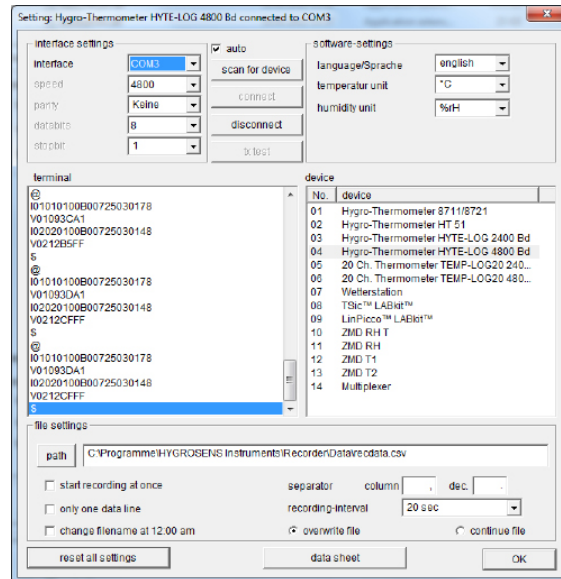 Setting: Hygro-Thermometer HYTE-LOG 4800 Bd connected to COM3
interface settings
interface COM3
speed 4800
parity Keine
databits 8
stopbit 1
auto
scan for device
connect
disconnect
tx test
software-settings
language/Sprache english
temperatur unit °C
humidity unit %rH
terminal
@
I01010100B00725030178
V01093CA1
I02020100B00725030148
V0212B5FF
$
@
I01010100B00725030178
V01093DA1
I02020100B00725030148
V0212CFFF
$
@
I01010100B00725030178
V01093DA1
I02020100B00725030148
V0212CFFF
$
device
No. device
01 Hygro-Thermometer 8711/8721
02 Hygro-Thermometer HT 51
03 Hygro-Thermometer HYTE-LOG 2400 Bd
04 Hygro-Thermometer HYTE-LOG 4800 Bd
05 20 Ch. Thermometer TEMP-LOG20 240...
06 20 Ch. Thermometer TEMP-LOG20 480...
07 Wetterstation
08 TSic™ LABkit™
09 LinPicco™ LABkit™
10 ZMD RH T
11 ZMD RH
12 ZMD T1
13 ZMD T2
14 Multiplexer
file settings
path C:\Programme\HYGROSENS Instruments\Recorder\Data\recdata.csv
start recording at once
only one data line
change filename at 12:00 am
separator column , dec. .
recording-interval 20 sec
overwrite file continue file
reset all settings data sheet OK